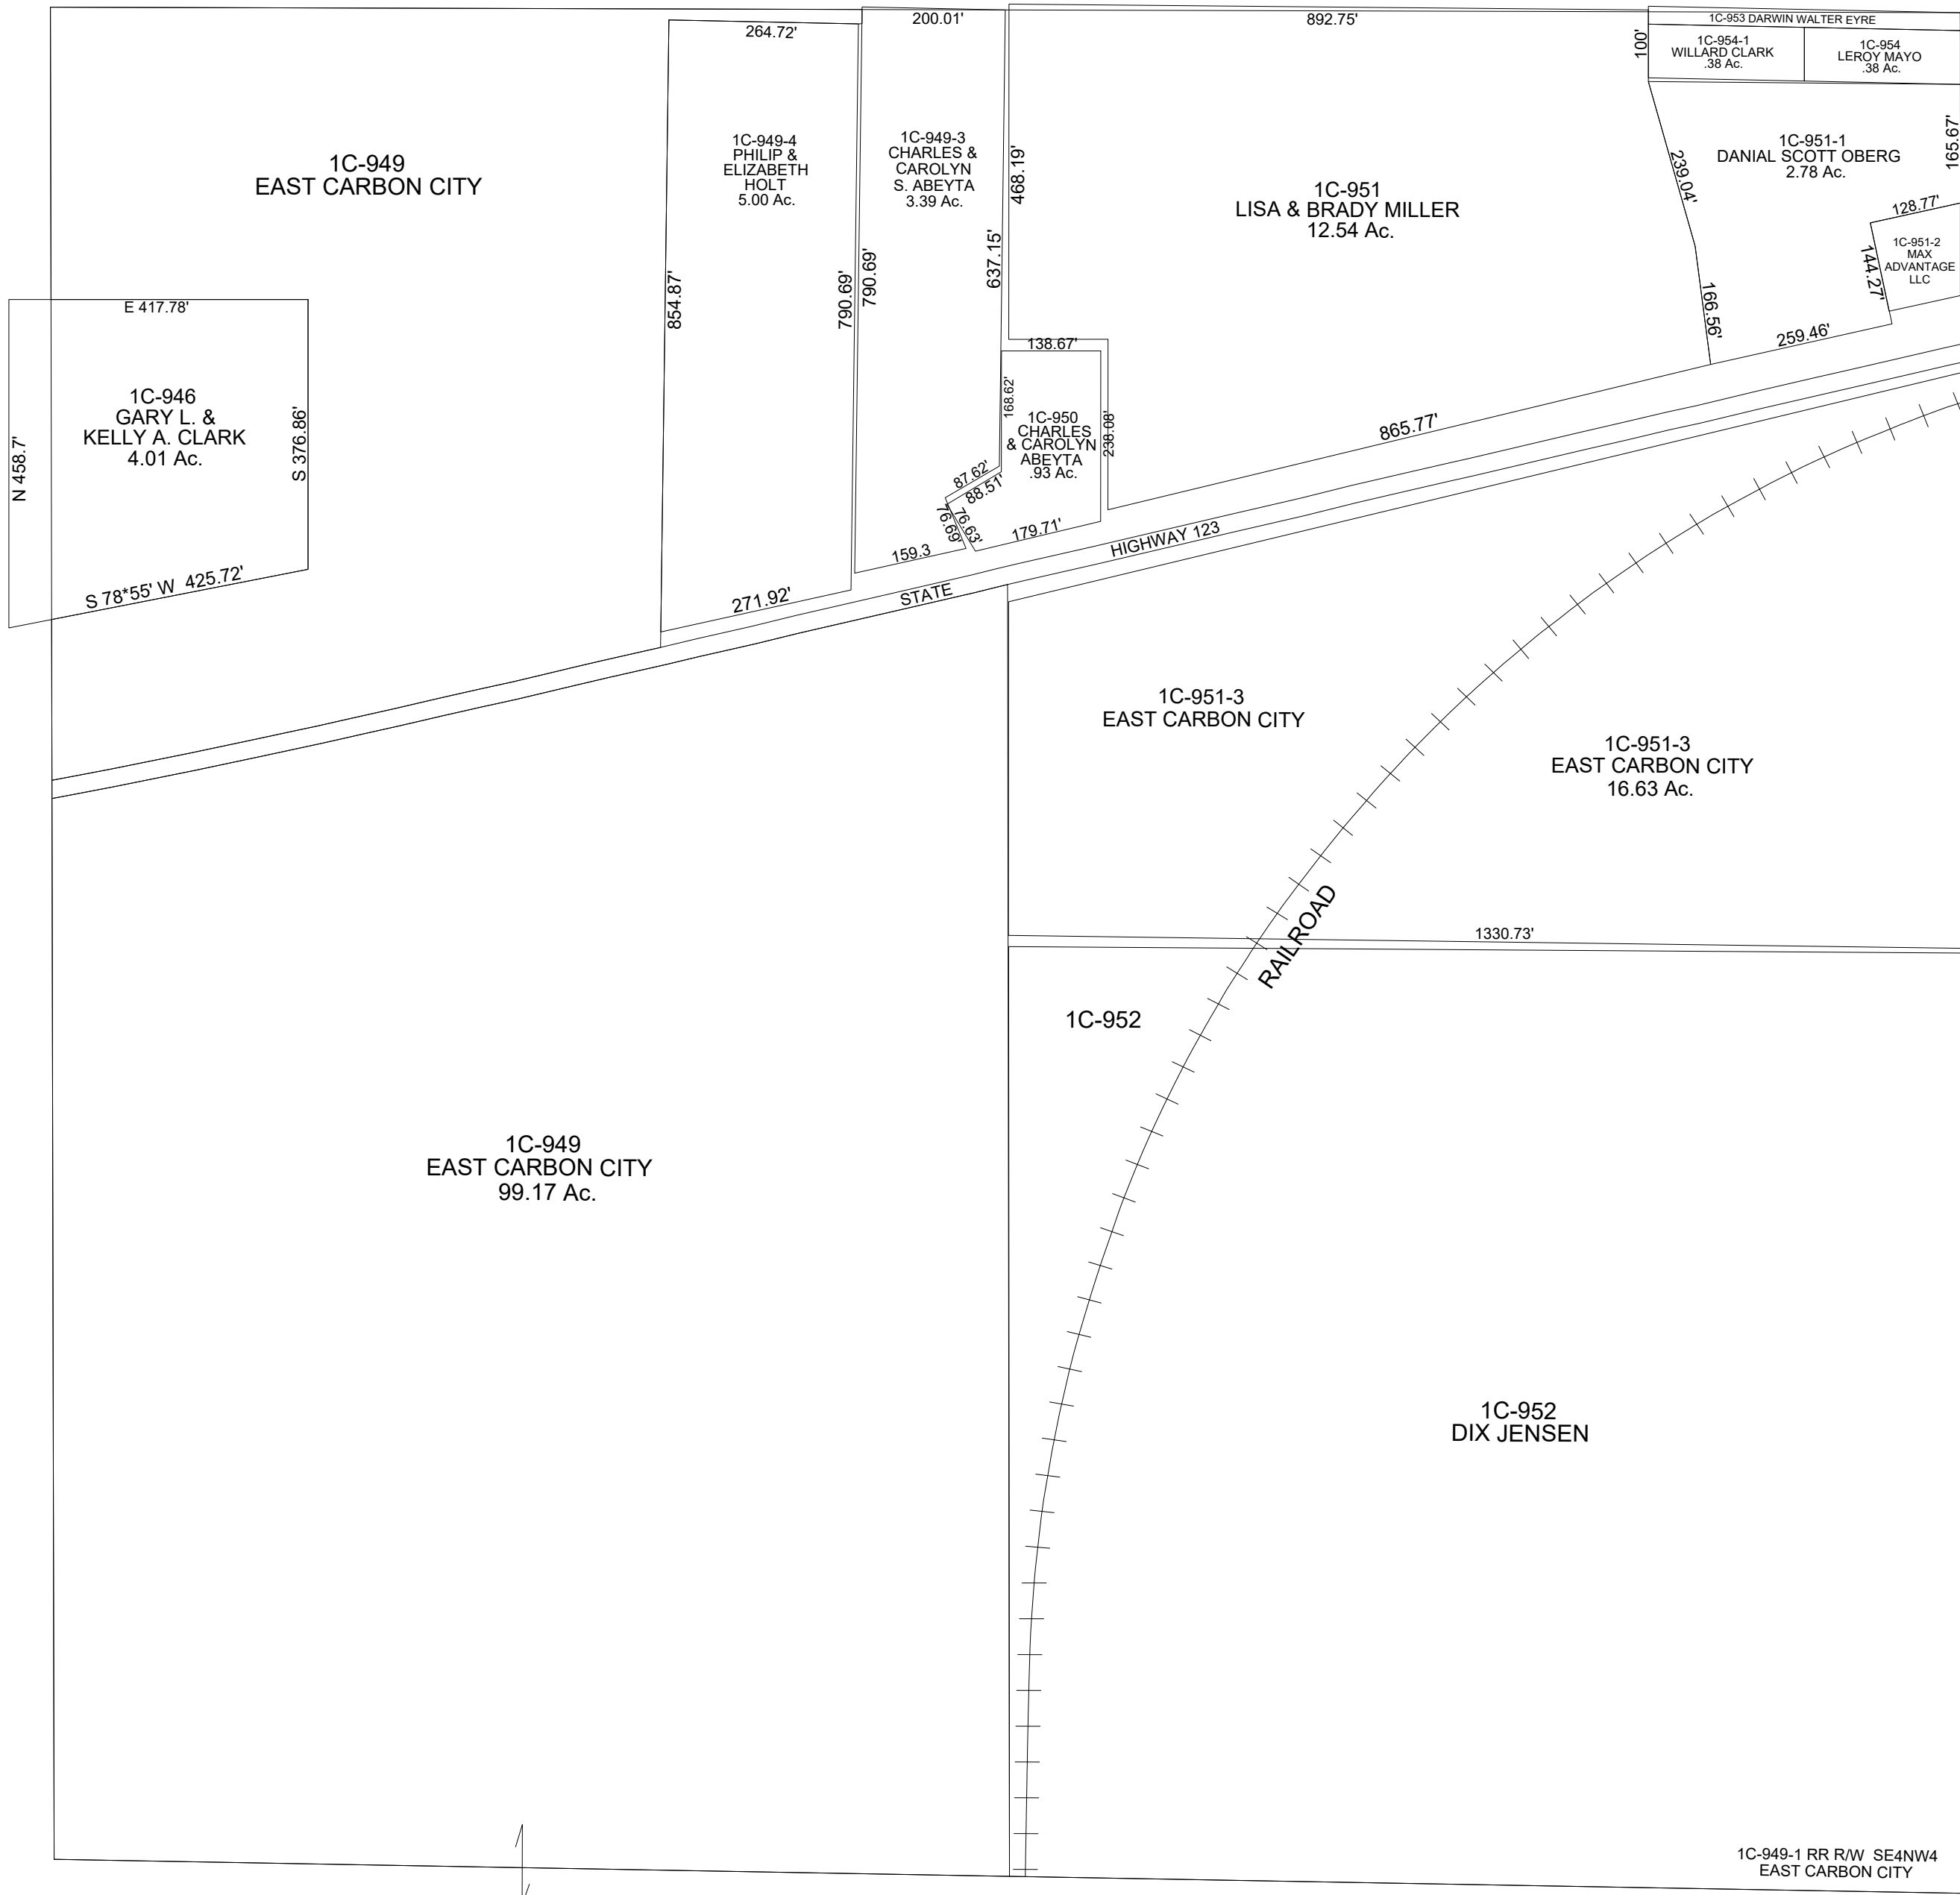 200.01'
892.75'
1C-953 DARWIN WALTER EYRE
264.72'
100'
1C-954-1
WILLARD CLARK
.38 Ac.
1C-954
LEROY MAYO
.38 Ac.
1C-949
EAST CARBON CITY
1C-949-4
PHILIP &
ELIZABETH
HOLT
5.00 Ac.
1C-949-3
CHARLES &
CAROLYN
S. ABEYTA
3.39 Ac.
468.19'
1C-951
LISA & BRADY MILLER
12.54 Ac.
239.04'
1C-951-1
DANIAL SCOTT OBERG
2.78 Ac.
165.67'
128.77'
1C-951-2
MAX
ADVANTAGE
LLC
144.27'
166.56'
259.46'
854.87'
790.69'
790.69'
637.15'
E 417.78'
1C-946
GARY L. &
KELLY A. CLARK
4.01 Ac.
N 458.7'
S 376.86'
S 78*55' W 425.72'
138.67'
168.62'
1C-950
CHARLES
& CAROLYN
ABEYTA
.93 Ac.
238.08'
865.77'
87.62'
88.51'
76.69'
76.63'
159.3
179.71'
271.92'
STATE
HIGHWAY 123
1C-951-3
EAST CARBON CITY
1C-951-3
EAST CARBON CITY
16.63 Ac.
RAILROAD
1330.73'
1C-952
1C-949
EAST CARBON CITY
99.17 Ac.
1C-952
DIX JENSEN
1C-949-1 RR R/W SE4NW4
EAST CARBON CITY